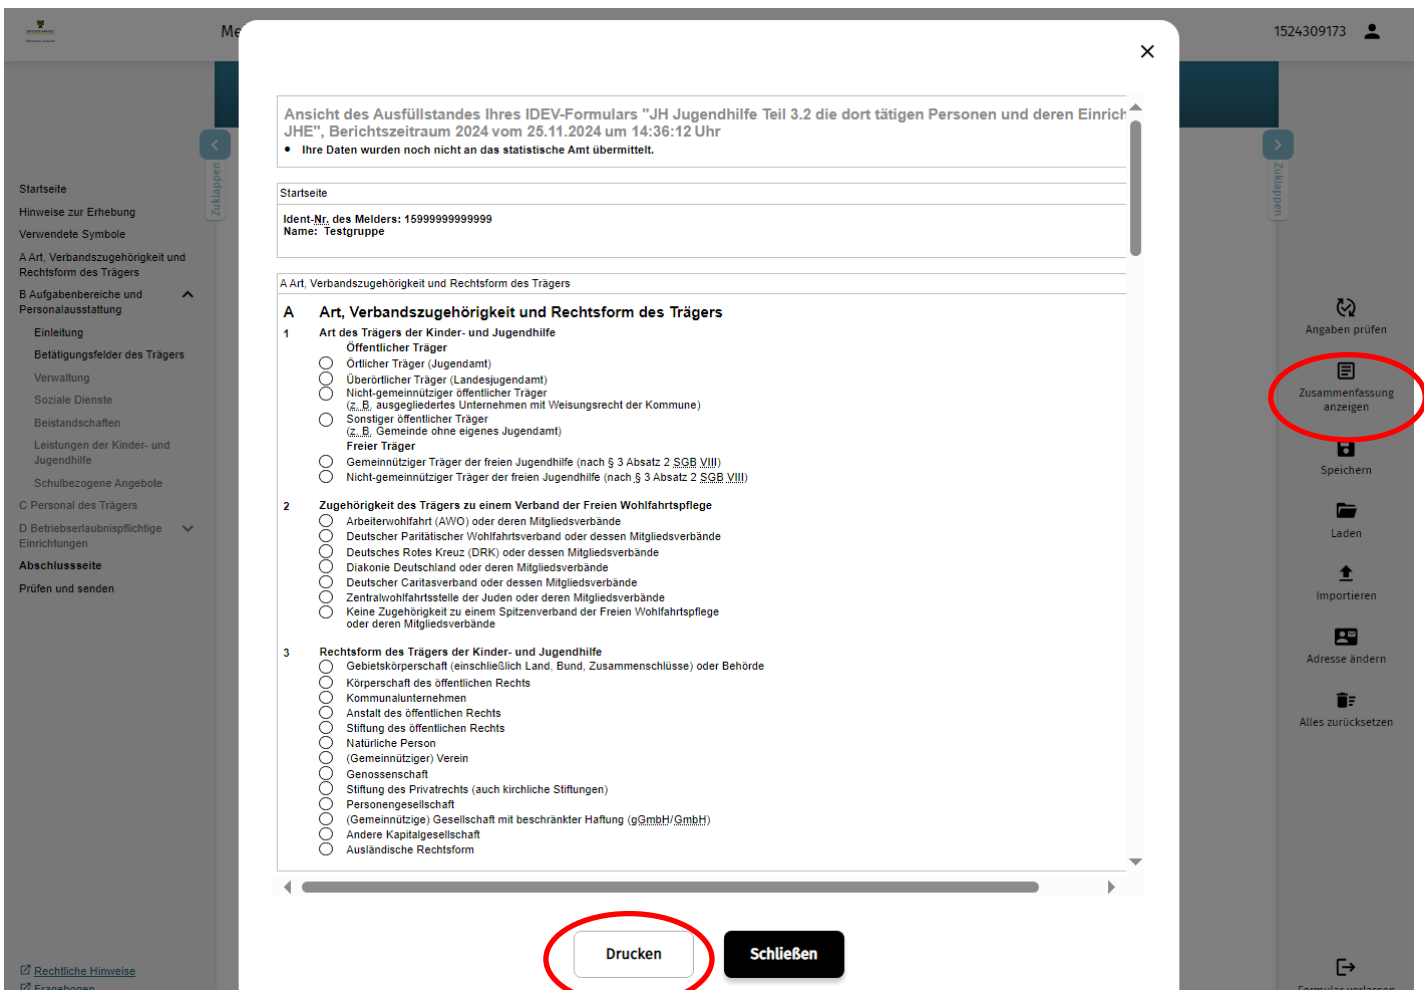 Me
1524309173
Zuklappen
Zuklappen
Startseite
Hinweise zur Erhebung
Verwendete Symbole
A Art, Verbandszugehörigkeit und
Rechtsform des Trägers
B Aufgabenbereiche und
Personalausstattung
Einleitung
Betätigungsfelder des Trägers
Verwaltung
Soziale Dienste
Beistandschaften
Leistungen der Kinder- und
Jugendhilfe
Schulbezogene Angebote
C Personal des Trägers
D Betriebserlaubnispflichtige
Einrichtungen
Abschlussseite
Prüfen und senden
Rechtliche Hinweise
Fragebogen
Ansicht des Ausfüllstandes Ihres IDEV-Formulars "JH Jugendhilfe Teil 3.2 die dort tätigen Personen und deren Einrich
JHE", Berichtszeitraum 2024 vom 25.11.2024 um 14:36:12 Uhr
• Ihre Daten wurden noch nicht an das statistische Amt übermittelt.
Startseite
Ident-Nr. des Melders: 15999999999999
Name: Testgruppe
A Art, Verbandszugehörigkeit und Rechtsform des Trägers
A Art, Verbandszugehörigkeit und Rechtsform des Trägers
1 Art des Trägers der Kinder- und Jugendhilfe
Öffentlicher Träger
Örtlicher Träger (Jugendamt)
Überörtlicher Träger (Landesjugendamt)
Nicht-gemeinnütziger öffentlicher Träger
(z. B. ausgegliedertes Unternehmen mit Weisungsrecht der Kommune)
Sonstiger öffentlicher Träger
(z. B. Gemeinde ohne eigenes Jugendamt)
Freier Träger
Gemeinnütziger Träger der freien Jugendhilfe (nach § 3 Absatz 2 SGB VIII)
Nicht-gemeinnütziger Träger der freien Jugendhilfe (nach § 3 Absatz 2 SGB VIII)
2 Zugehörigkeit des Trägers zu einem Verband der Freien Wohlfahrtspflege
Arbeiterwohlfahrt (AWO) oder deren Mitgliedsverbände
Deutscher Paritätischer Wohlfahrtsverband oder dessen Mitgliedsverbände
Deutsches Rotes Kreuz (DRK) oder dessen Mitgliedsverbände
Diakonie Deutschland oder deren Mitgliedsverbände
Deutscher Caritasverband oder dessen Mitgliedsverbände
Zentralwohlfahrtsstelle der Juden oder deren Mitgliedsverbände
Keine Zugehörigkeit zu einem Spitzenverband der Freien Wohlfahrtspflege
oder deren Mitgliedsverbände
3 Rechtsform des Trägers der Kinder- und Jugendhilfe
Gebietskörperschaft (einschließlich Land, Bund, Zusammenschlüsse) oder Behörde
Körperschaft des öffentlichen Rechts
Kommunalunternehmen
Anstalt des öffentlichen Rechts
Stiftung des öffentlichen Rechts
Natürliche Person
(Gemeinnütziger) Verein
Genossenschaft
Stiftung des Privatrechts (auch kirchliche Stiftungen)
Personengesellschaft
(Gemeinnützige) Gesellschaft mit beschränkter Haftung (gGmbH/GmbH)
Andere Kapitalgesellschaft
Ausländische Rechtsform
Drucken
Schließen
Angaben prüfen
Zusammenfassung
anzeigen
Speichern
Laden
Importieren
Adresse ändern
Alles zurücksetzen
Formular verlassen